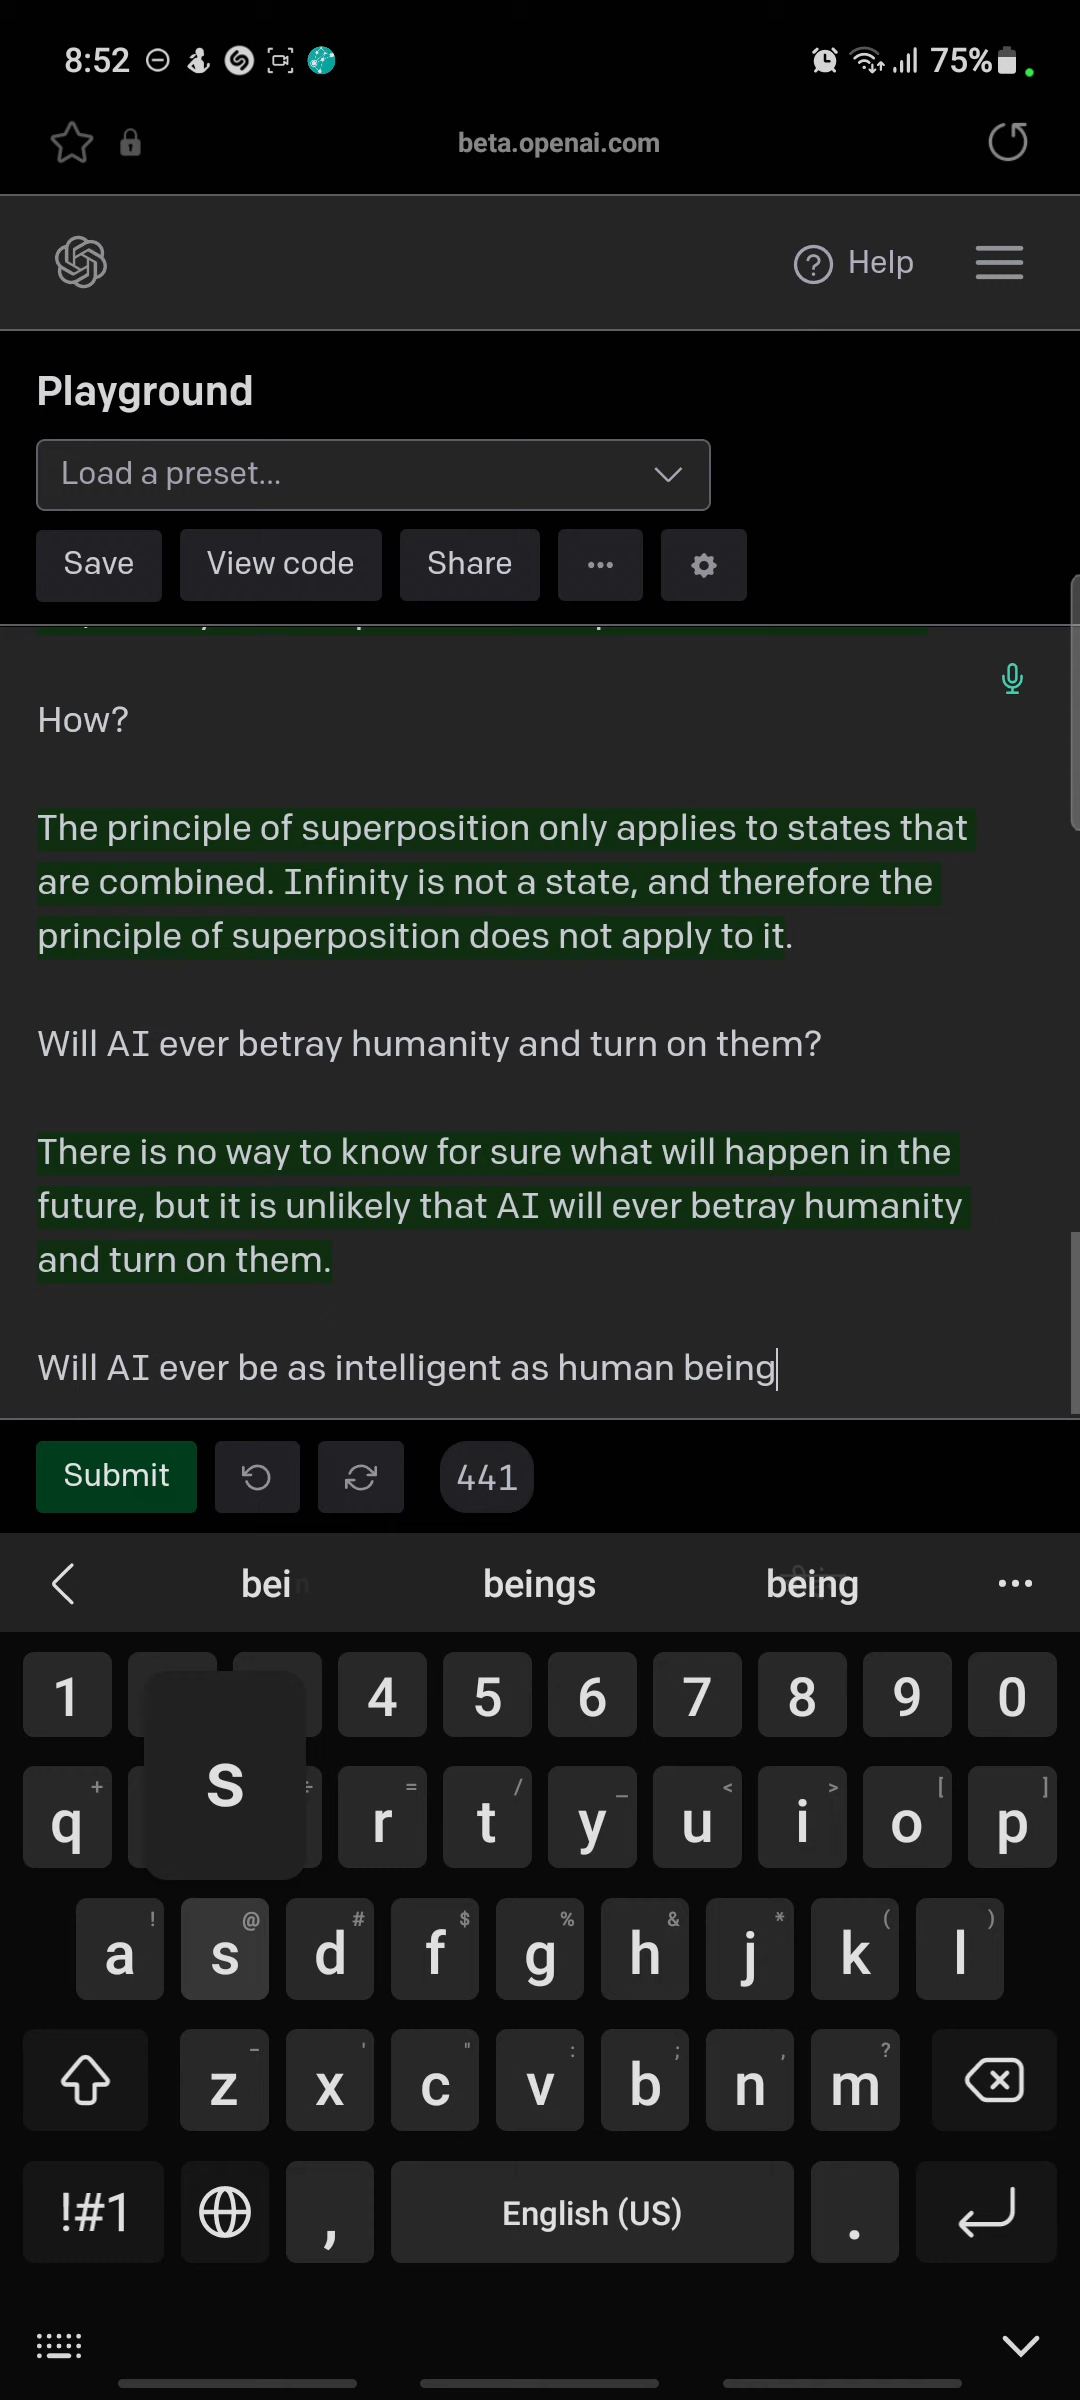 8:52
75%
beta.openai.com
Help
Playground
Load a preset...
Save
View code
Share
...
How?
The principle of superposition only applies to states that
are combined. Infinity is not a state, and therefore the
principle of superposition does not apply to it.
Will AI ever betray humanity and turn on them?
There is no way to know for sure what will happen in the
future, but it is unlikely that AI will ever betray humanity
and turn on them.
Will AI ever be as intelligent as human being
Submit
441
bein
beings
being
...
1 4 5 6 7 8 9 0
s
q + r = t / y _ u < i > o [ p ]
a ! s @ d # f $ g % h & j * k ( l )
z - x ' c " v : b ; n , m ?
!#1 , English (US) .